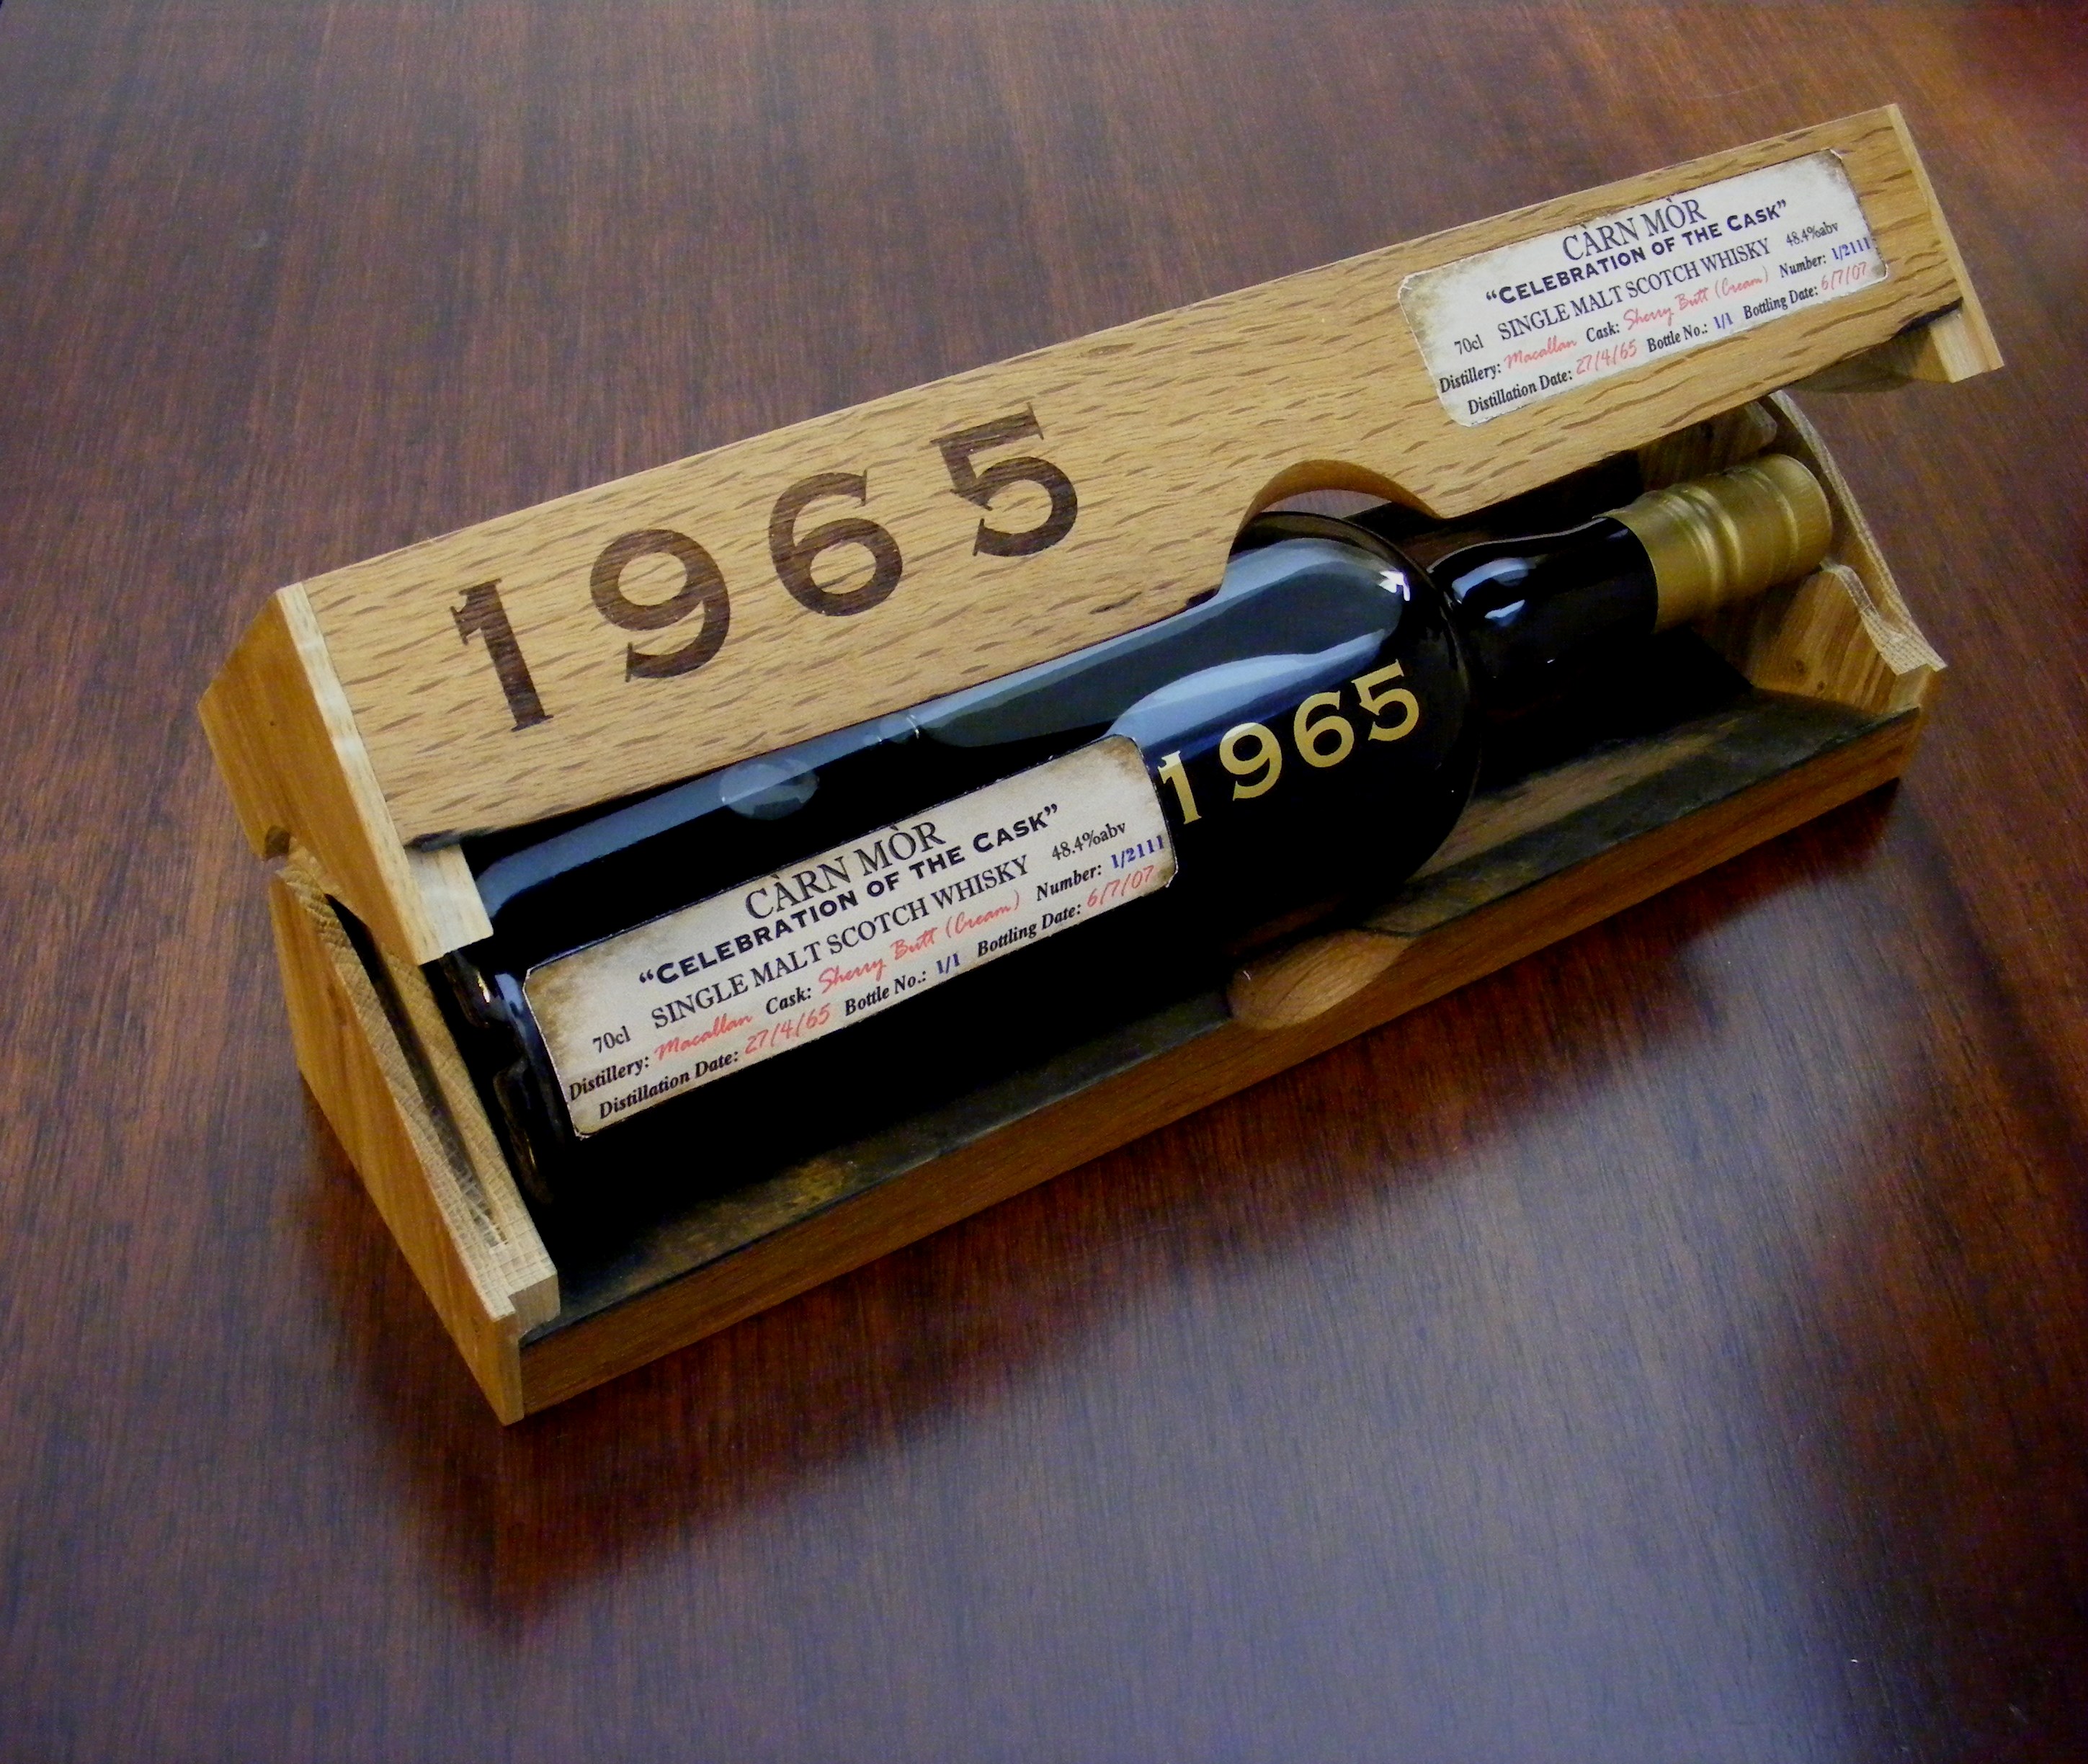 CÀRN MÒR
“CELEBRATION OF THE CASK”
70cl SINGLE MALT SCOTCH WHISKY 48.4%abv
Distillery: Macallan Cask: Sherry Butt (Cream) Number: 1/2111
Distillation Date: 27/4/65 Bottle No.: 1/1 Bottling Date: 6/7/07
1965
1965
CÀRN MÒR
“CELEBRATION OF THE CASK”
70cl SINGLE MALT SCOTCH WHISKY 48.4%abv
Distillery: Macallan Cask: Sherry Butt (Cream) Number: 1/2111
Distillation Date: 27/4/65 Bottle No.: 1/1 Bottling Date: 6/7/07